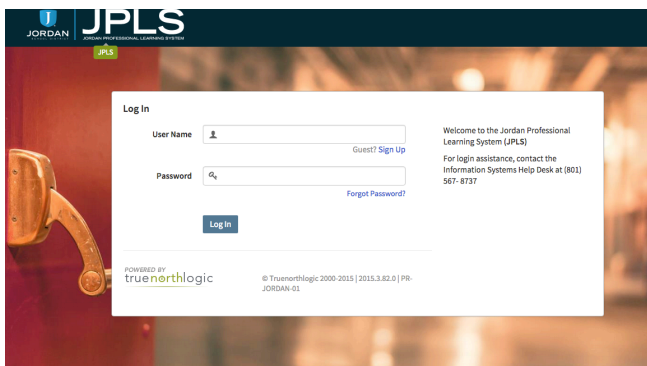 JORDAN
SCHOOL DISTRICT
JPLS
JORDAN PROFESSIONAL LEARNING SYSTEM
JPLS
Log In
User Name
Guest? Sign Up
Password
Forgot Password?
Log In
Welcome to the Jordan Professional
Learning System (JPLS)
For login assistance, contact the
Information Systems Help Desk at (801)
567- 8737
POWERED BY
truenorthlogic
© Truenorthlogic 2000-2015 | 2015.3.82.0 | PR-
JORDAN-01